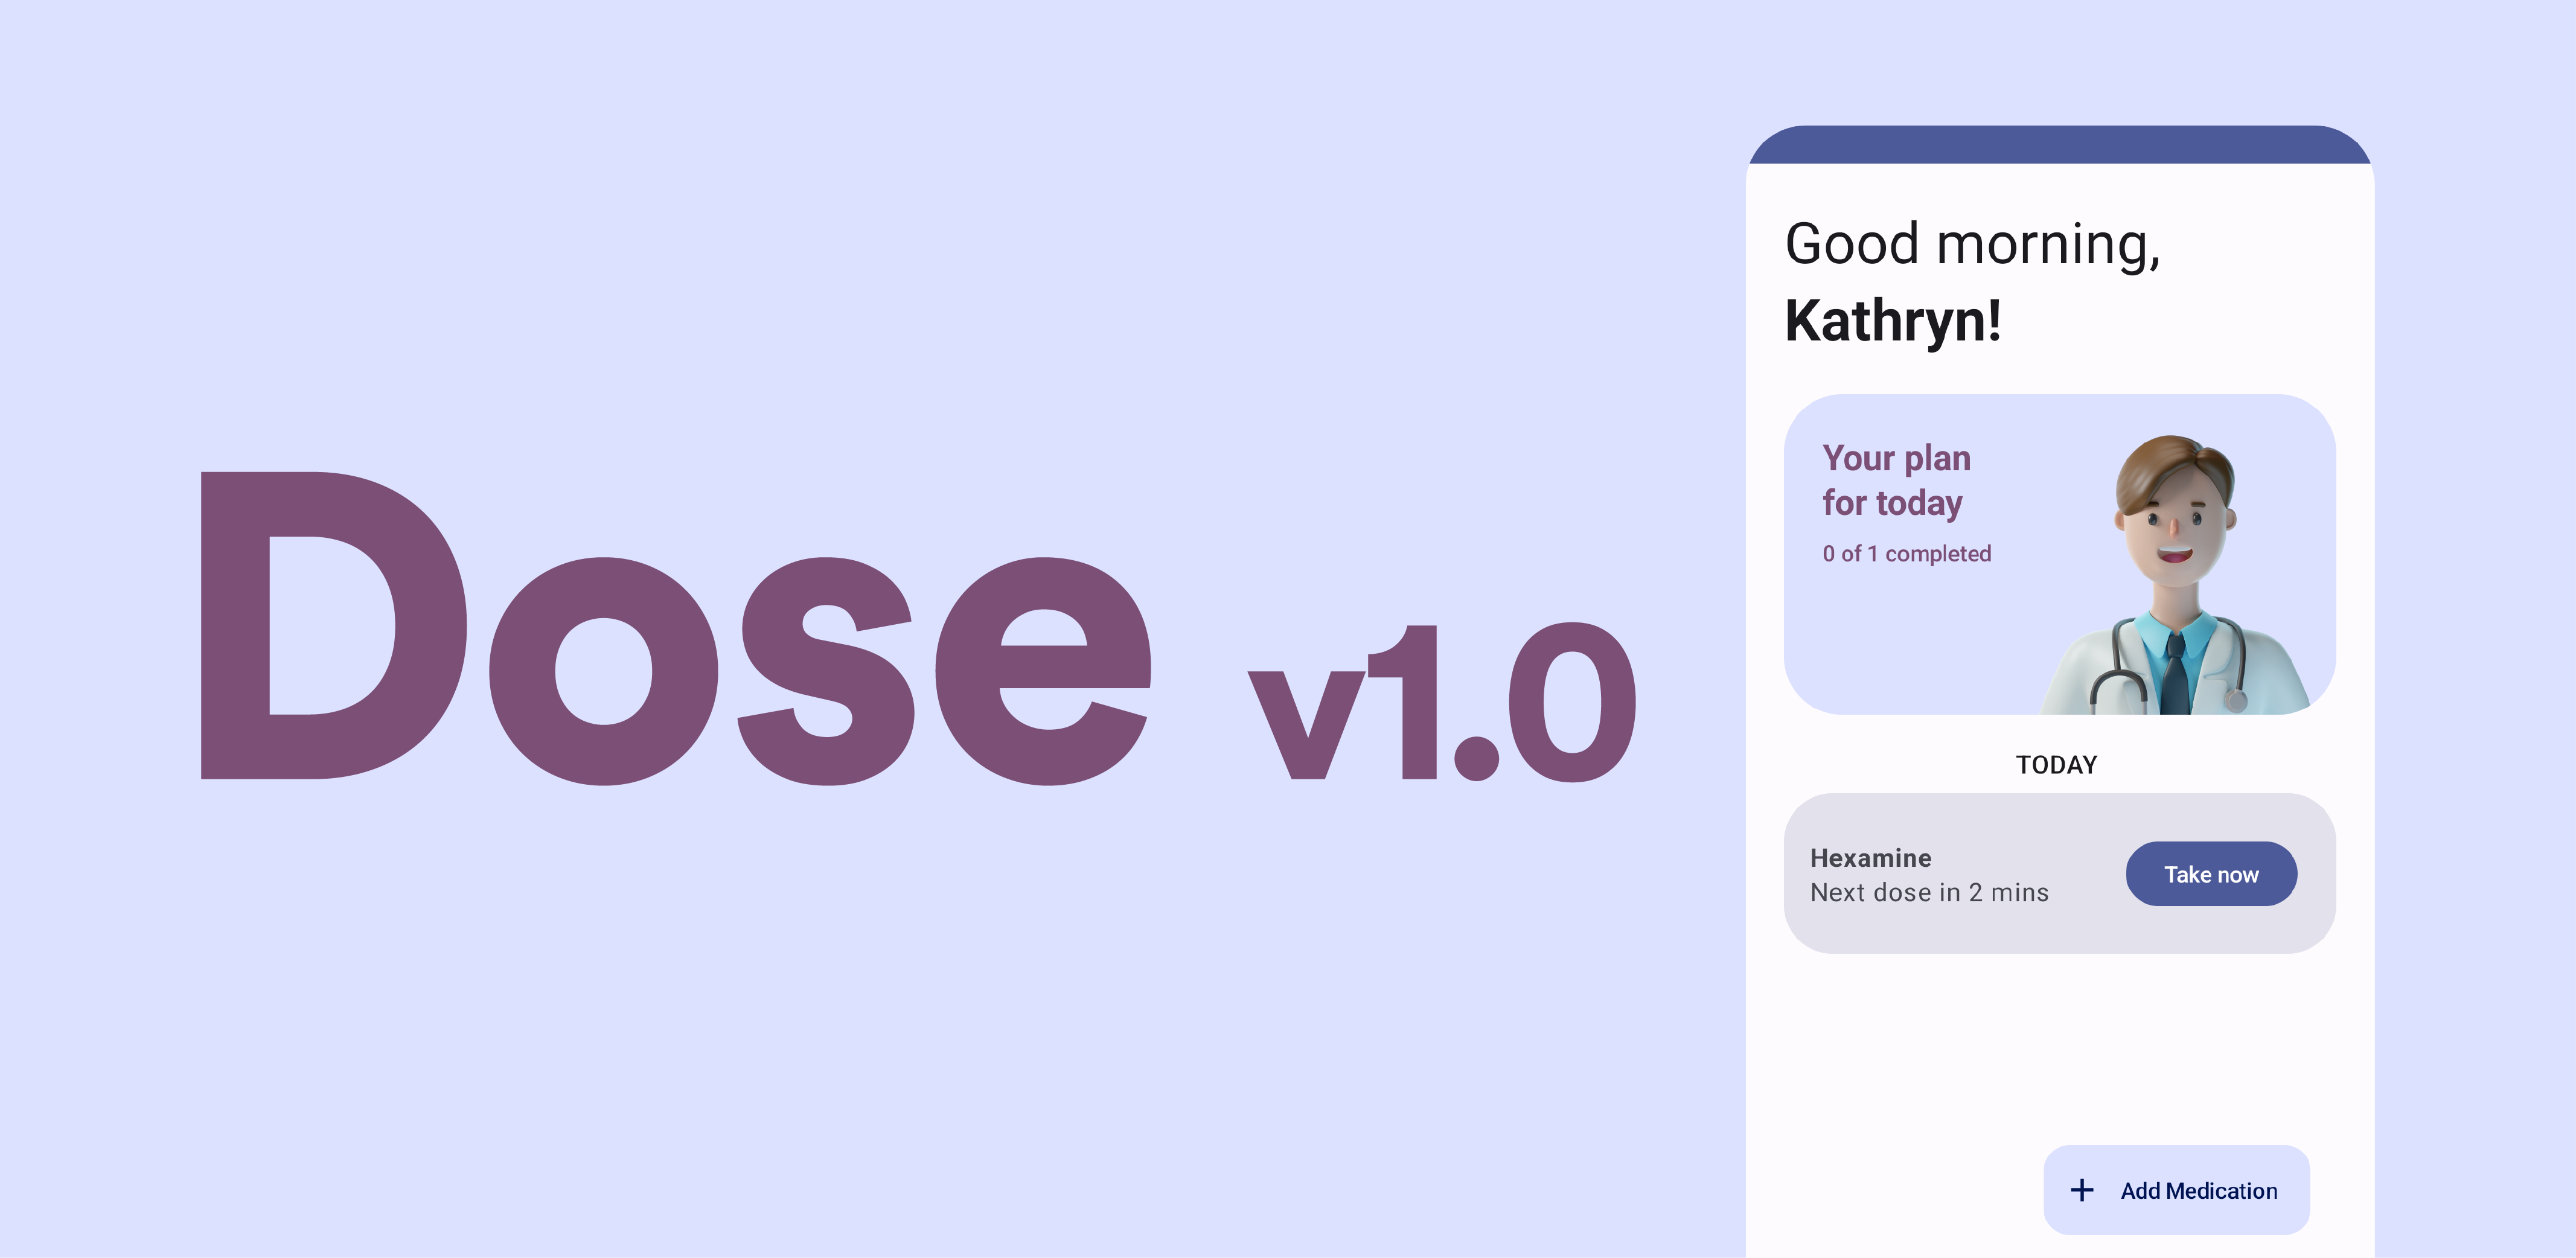 Dose v1.0
Good morning,
Kathryn!
Your plan
for today
0 of 1 completed
TODAY
Hexamine
Next dose in 2 mins
Take now
+ Add Medication